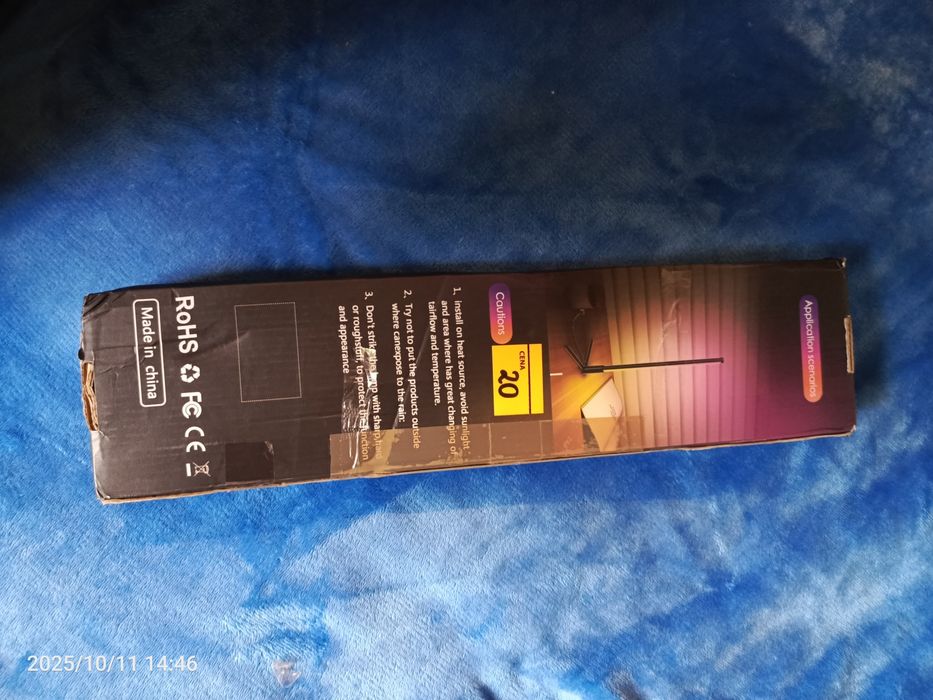 Application scenarios
Cautions
CENA
20
1、install on heat source, avoid sunlight
and area where has great changing of
tairflow and temperature.
2、Try not to put the products outside
where canexpose to the rain:
3、Don't strike the lamp with sharp,hard
or roughstuff, to protect the function
and appearance
RoHS FC CE
Made in china
2025/10/11 14:46